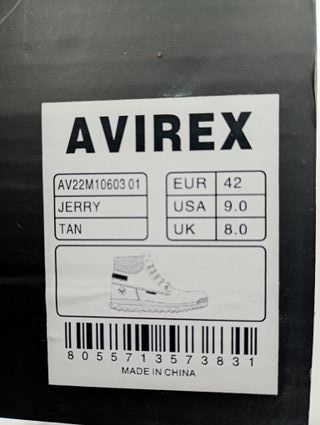 AVIREX
AV22M10603 01 EUR 42
JERRY USA 9.0
TAN UK 8.0
8055713573831
MADE IN CHINA